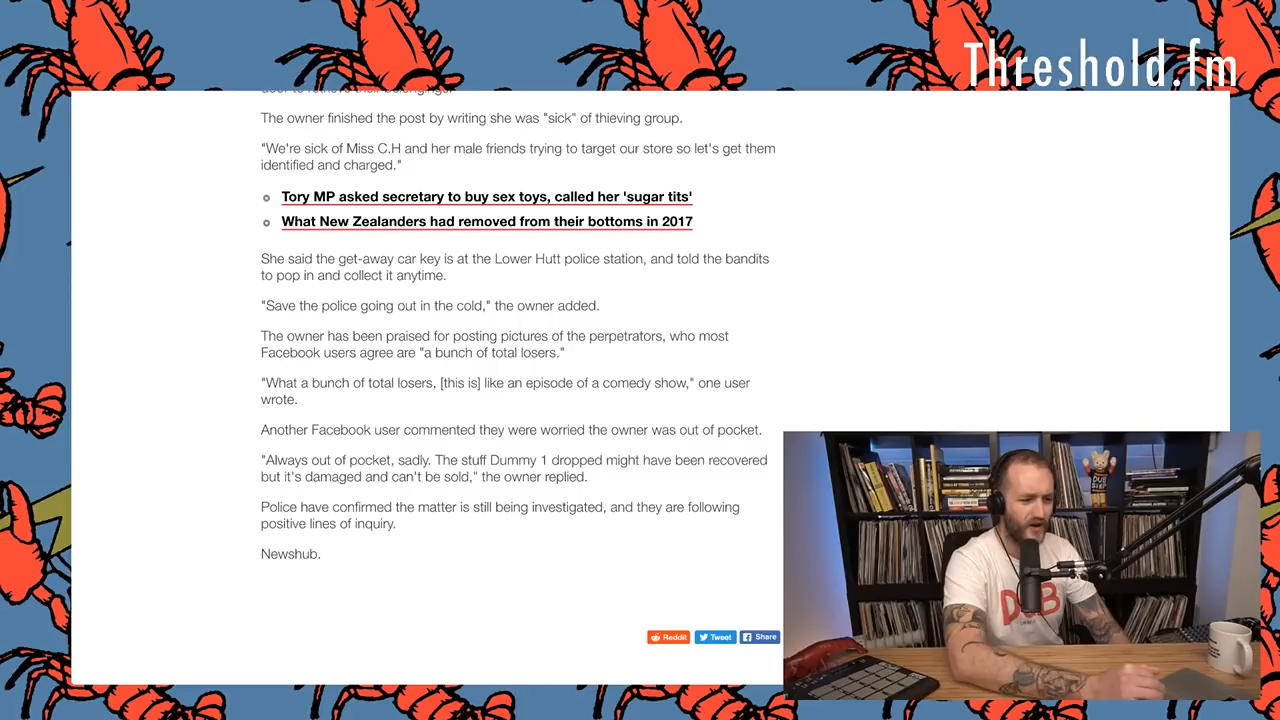 Threshold.fm
The owner finished the post by writing she was "sick" of thieving group.
"We're sick of Miss C.H and her male friends trying to target our store so let's get them
identified and charged."
Tory MP asked secretary to buy sex toys, called her 'sugar tits'
What New Zealanders had removed from their bottoms in 2017
She said the get-away car key is at the Lower Hutt police station, and told the bandits
to pop in and collect it anytime.
"Save the police going out in the cold," the owner added.
The owner has been praised for posting pictures of the perpetrators, who most
Facebook users agree are "a bunch of total losers."
"What a bunch of total losers, [this is] like an episode of a comedy show," one user
wrote.
Another Facebook user commented they were worried the owner was out of pocket.
"Always out of pocket, sadly. The stuff Dummy 1 dropped might have been recovered
but it's damaged and can't be sold," the owner replied.
Police have confirmed the matter is still being investigated, and they are following
positive lines of inquiry.
Newshub.
Reddit
Tweet
Share
DUB